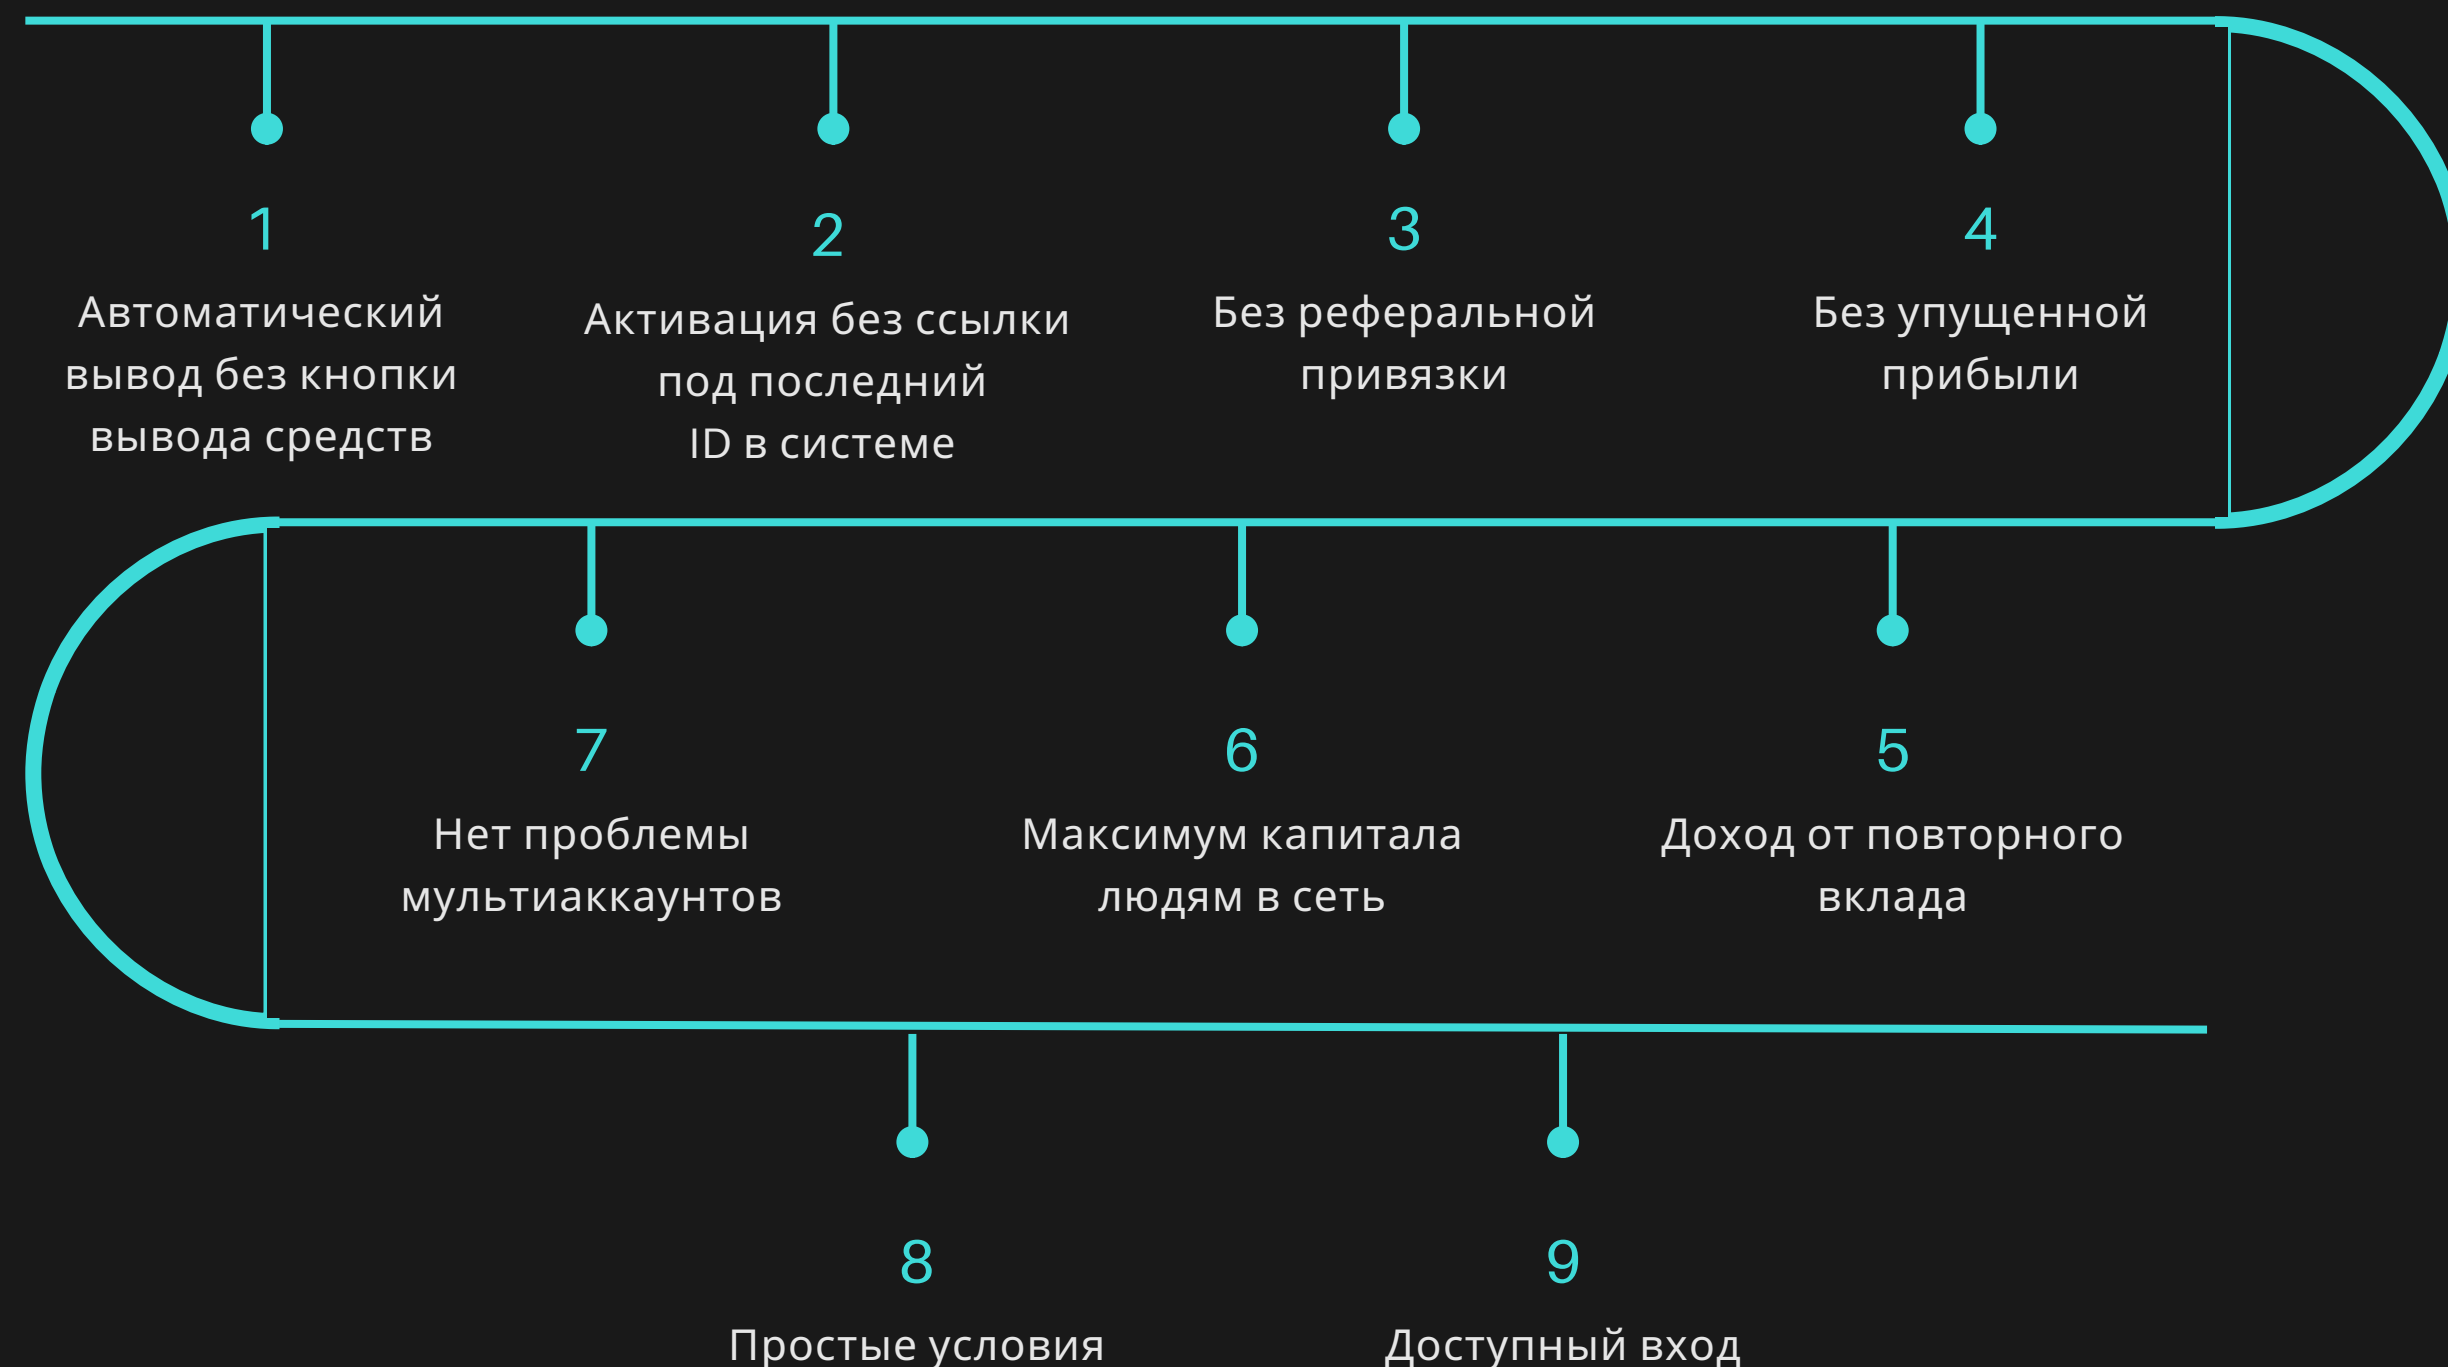 1
Автоматический
вывод без кнопки
вывода средств
2
Активация без ссылки
под последний
ID в системе
3
Без реферальной
привязки
4
Без упущенной
прибыли
5
Доход от повторного
вклада
6
Максимум капитала
людям в сеть
7
Нет проблемы
мультиаккаунтов
8
Простые условия
9
Доступный вход